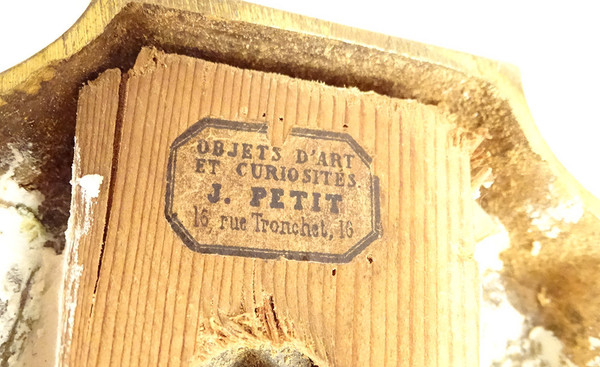 OBJETS D'ART
ET CURIOSITÉS.
J. PETIT
16, rue Tronchet, 16